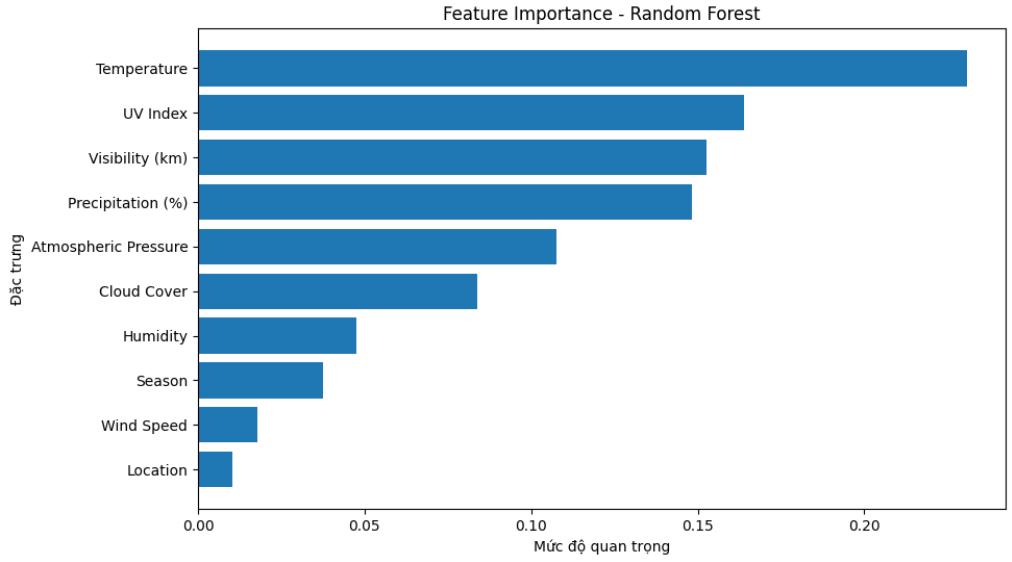 Feature Importance - Random Forest
Temperature
UV Index
Visibility (km)
Precipitation (%)
Atmospheric Pressure
Cloud Cover
Humidity
Season
Wind Speed
Location
Đặc trưng
0.00 0.05 0.10 0.15 0.20
Mức độ quan trọng